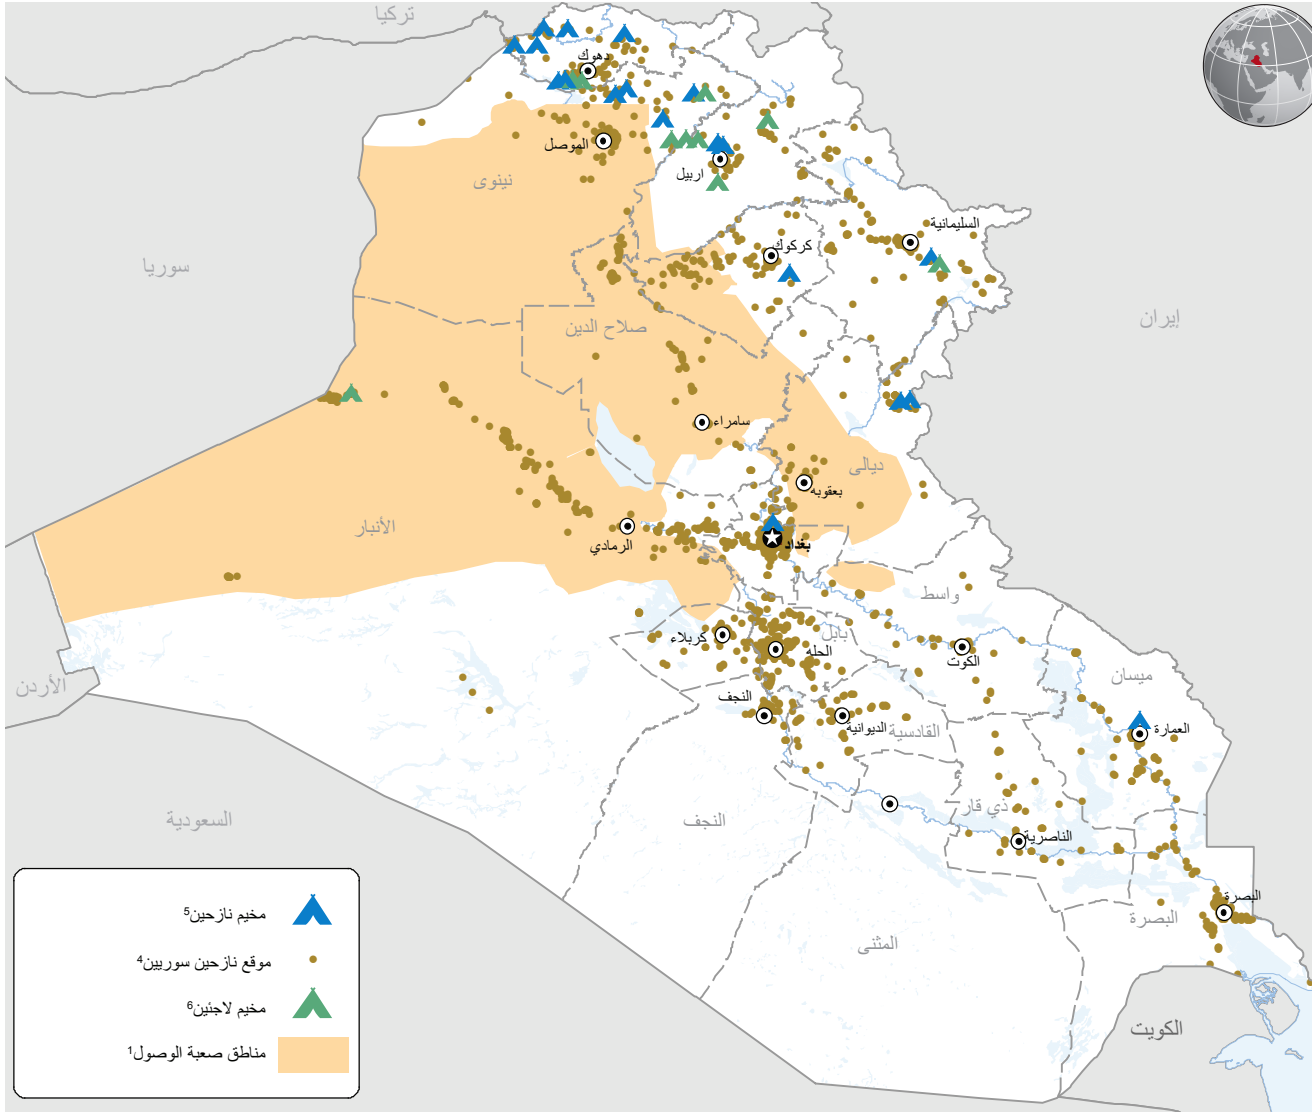 تركيا
دهوك
الموصل
اربيل
نينوى
السليمانية
كركوك
سوريا
إيران
صلاح الدين
سامراء
ديالى
بعقوبه
الأنبار
الرمادي
بغداد
واسط
كربلاء
بابل
الحله
الكوت
ميسان
الأردن
النجف
الديوانية
القادسية
العمارة
السعودية
النجف
ذي قار
الناصرية
البصرة
البصرة
المثنى
الكويت
مخيم نازحين5
موقع نازحين سوريين4
مخيم لاجئين6
مناطق صعبة الوصول1